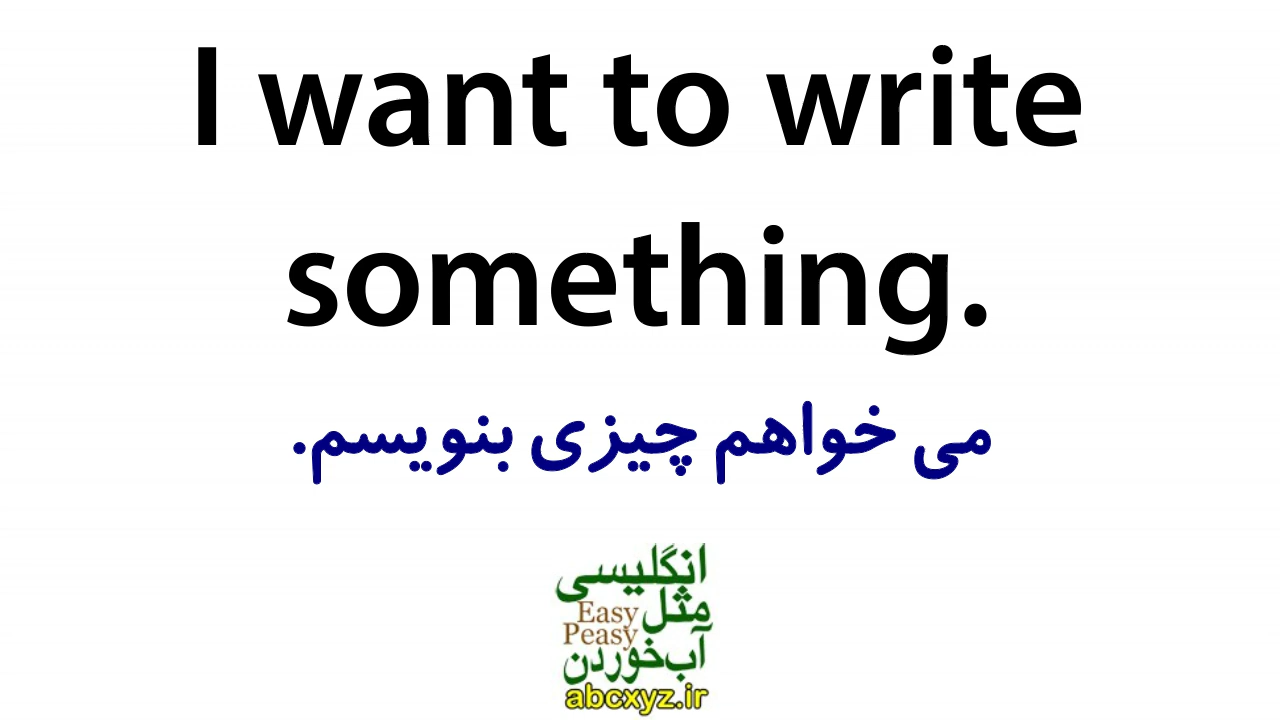 I want to write
something.
می خواهم چیزی بنویسم.
انگلیسی
مثل
Easy
Peasy
آب‌خوردن
abcxyz.ir